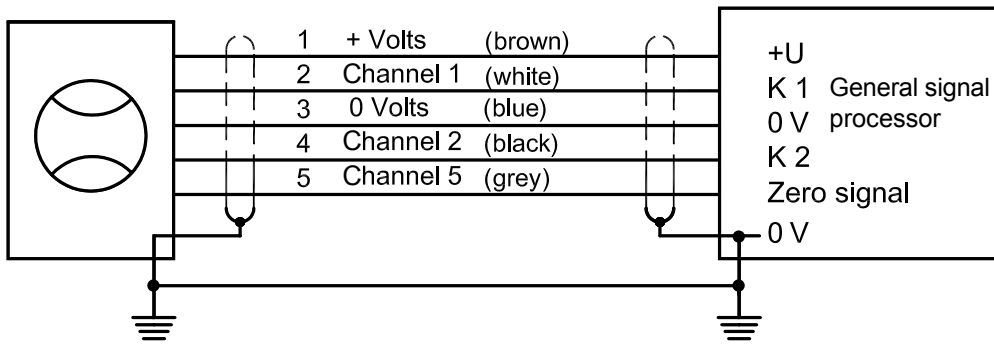 1 + Volts (brown)
2 Channel 1 (white)
3 0 Volts (blue)
4 Channel 2 (black)
5 Channel 5 (grey)
+U
K 1
0 V
K 2
Zero signal
0 V
General signal
processor